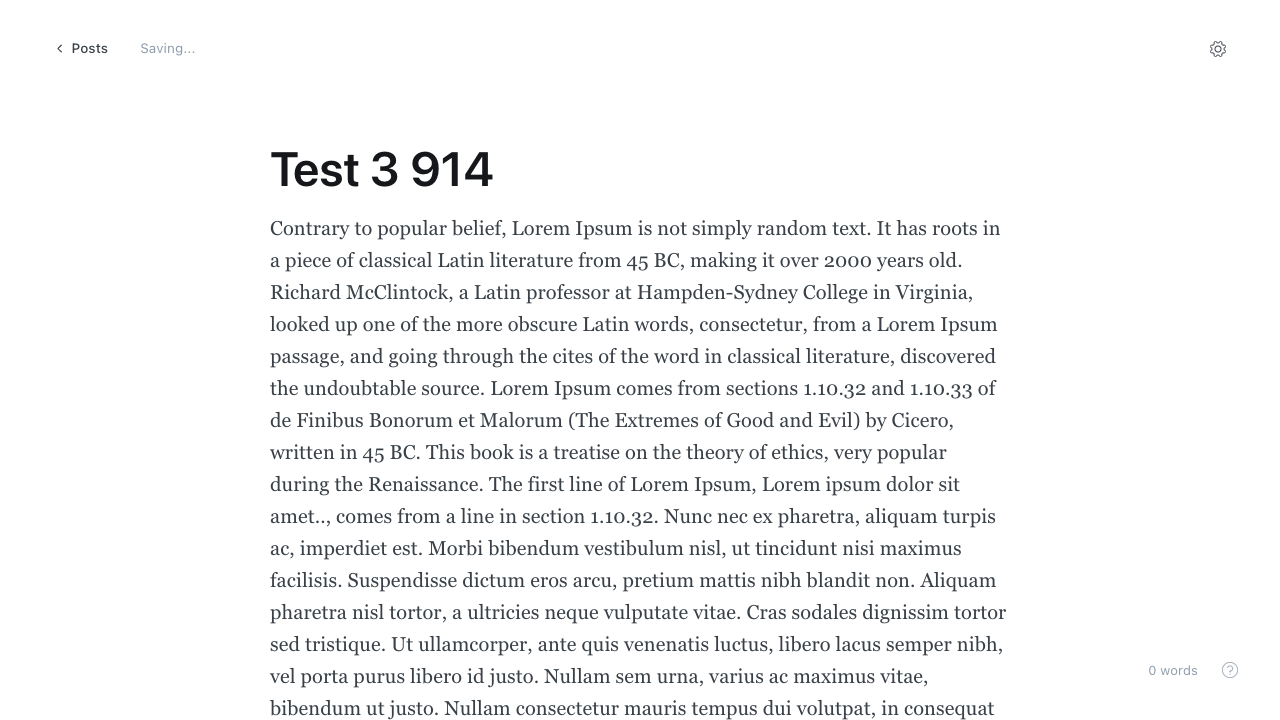 Posts
Saving...
Test 3 914
Contrary to popular belief, Lorem Ipsum is not simply random text. It has roots in
a piece of classical Latin literature from 45 BC, making it over 2000 years old.
Richard McClintock, a Latin professor at Hampden-Sydney College in Virginia,
looked up one of the more obscure Latin words, consectetur, from a Lorem Ipsum
passage, and going through the cites of the word in classical literature, discovered
the undoubtable source. Lorem Ipsum comes from sections 1.10.32 and 1.10.33 of
de Finibus Bonorum et Malorum (The Extremes of Good and Evil) by Cicero,
written in 45 BC. This book is a treatise on the theory of ethics, very popular
during the Renaissance. The first line of Lorem Ipsum, Lorem ipsum dolor sit
amet.., comes from a line in section 1.10.32. Nunc nec ex pharetra, aliquam turpis
ac, imperdiet est. Morbi bibendum vestibulum nisl, ut tincidunt nisi maximus
facilisis. Suspendisse dictum eros arcu, pretium mattis nibh blandit non. Aliquam
pharetra nisl tortor, a ultricies neque vulputate vitae. Cras sodales dignissim tortor
sed tristique. Ut ullamcorper, ante quis venenatis luctus, libero lacus semper nibh,
vel porta purus libero id justo. Nullam sem urna, varius ac maximus vitae,
bibendum ut justo. Nullam consectetur mauris tempus dui volutpat, in consequat
0 words